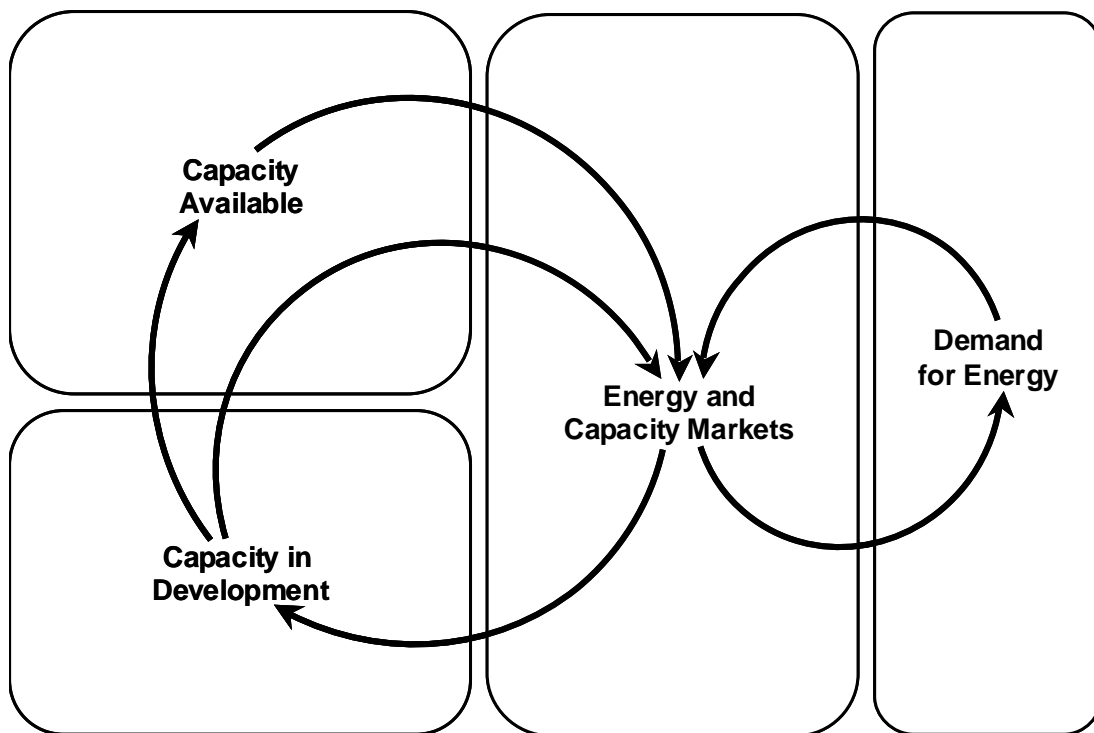 Capacity
Available
Energy and
Capacity Markets
Demand
for Energy
Capacity in
Development